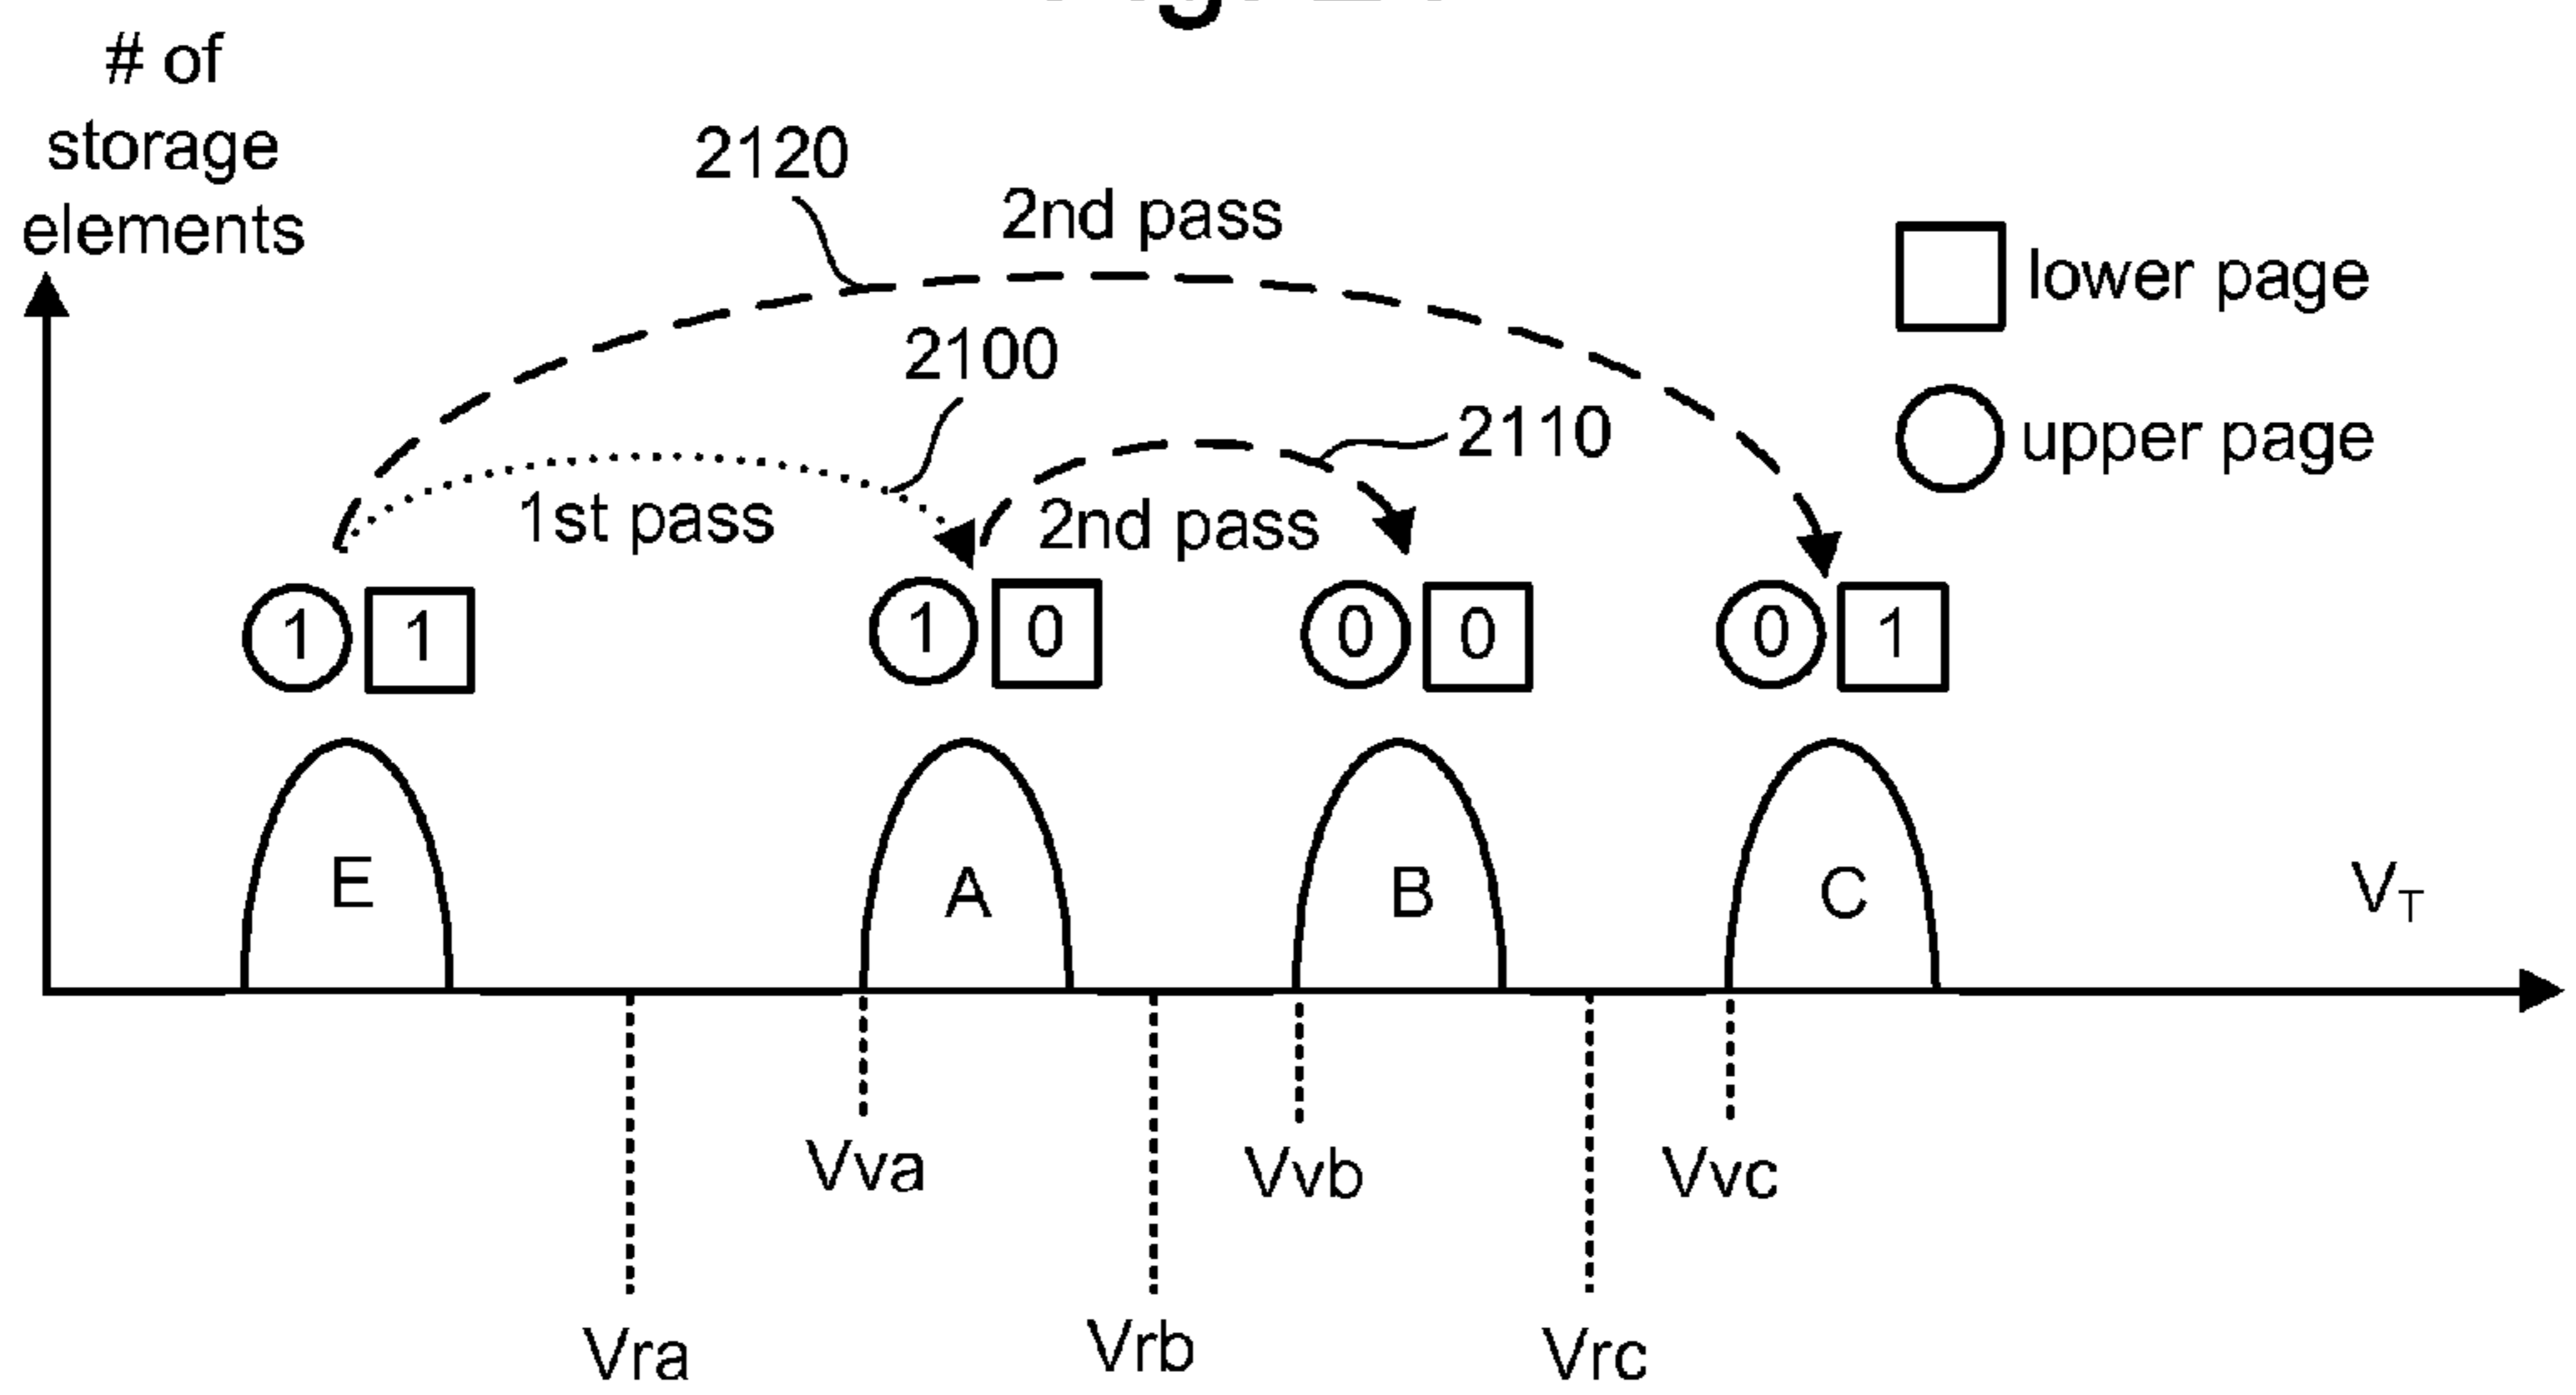 # of
storage
elements
2120
2nd pass
lower page
2100
upper page
2110
1st pass
2nd pass
1 1
1 0
0 0
0 1
E
A
B
C
VT
Vva
Vvb
Vvc
Vra
Vrb
Vrc